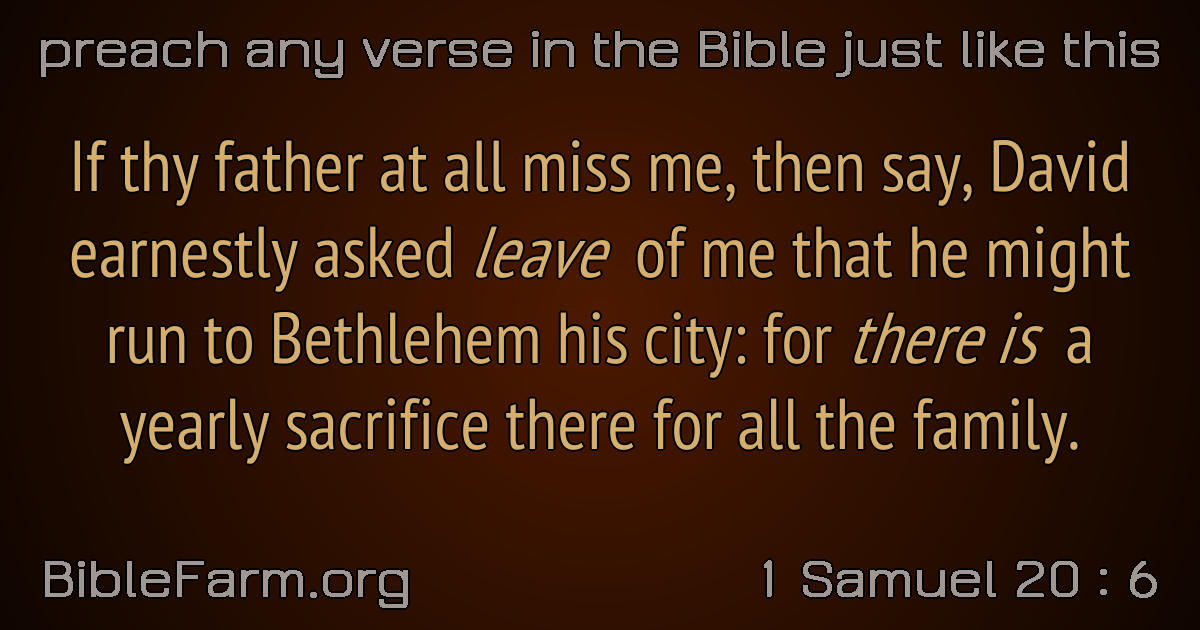 preach any verse in the Bible just like this
If thy father at all miss me, then say, David
earnestly asked leave of me that he might
run to Bethlehem his city: for there is a
yearly sacrifice there for all the family.
BibleFarm.org
1 Samuel 20 : 6